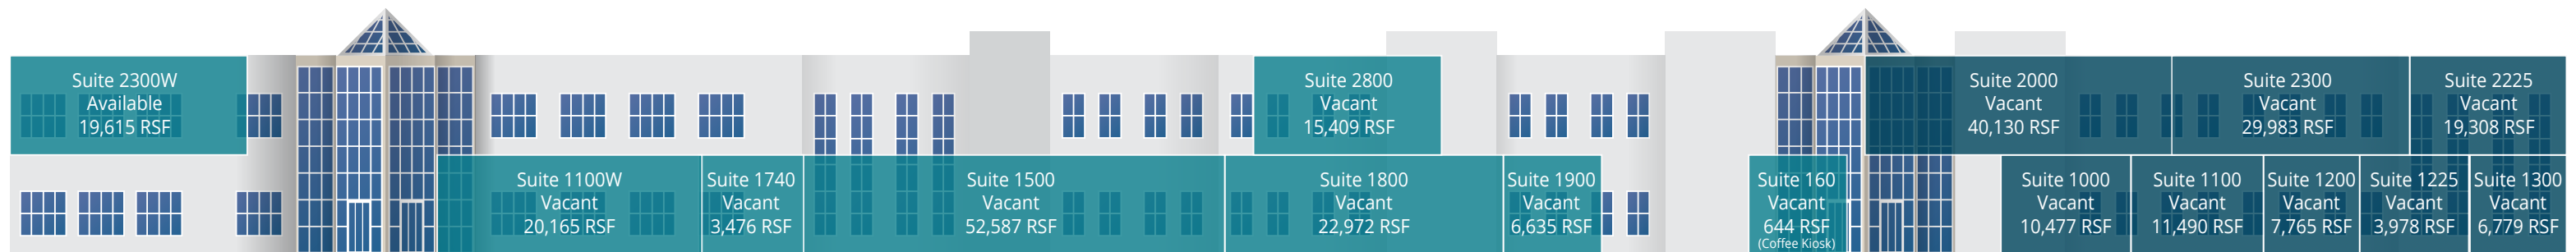 Suite 2300W
Available
19,615 RSF
Suite 2800
Vacant
15,409 RSF
Suite 2000
Vacant
40,130 RSF
Suite 2300
Vacant
29,983 RSF
Suite 2225
Vacant
19,308 RSF
Suite 1100W
Vacant
20,165 RSF
Suite 1740
Vacant
3,476 RSF
Suite 1500
Vacant
52,587 RSF
Suite 1800
Vacant
22,972 RSF
Suite 1900
Vacant
6,635 RSF
Suite 160
Vacant
644 RSF
(Coffee Kiosk)
Suite 1000
Vacant
10,477 RSF
Suite 1100
Vacant
11,490 RSF
Suite 1200
Vacant
7,765 RSF
Suite 1225
Vacant
3,978 RSF
Suite 1300
Vacant
6,779 RSF